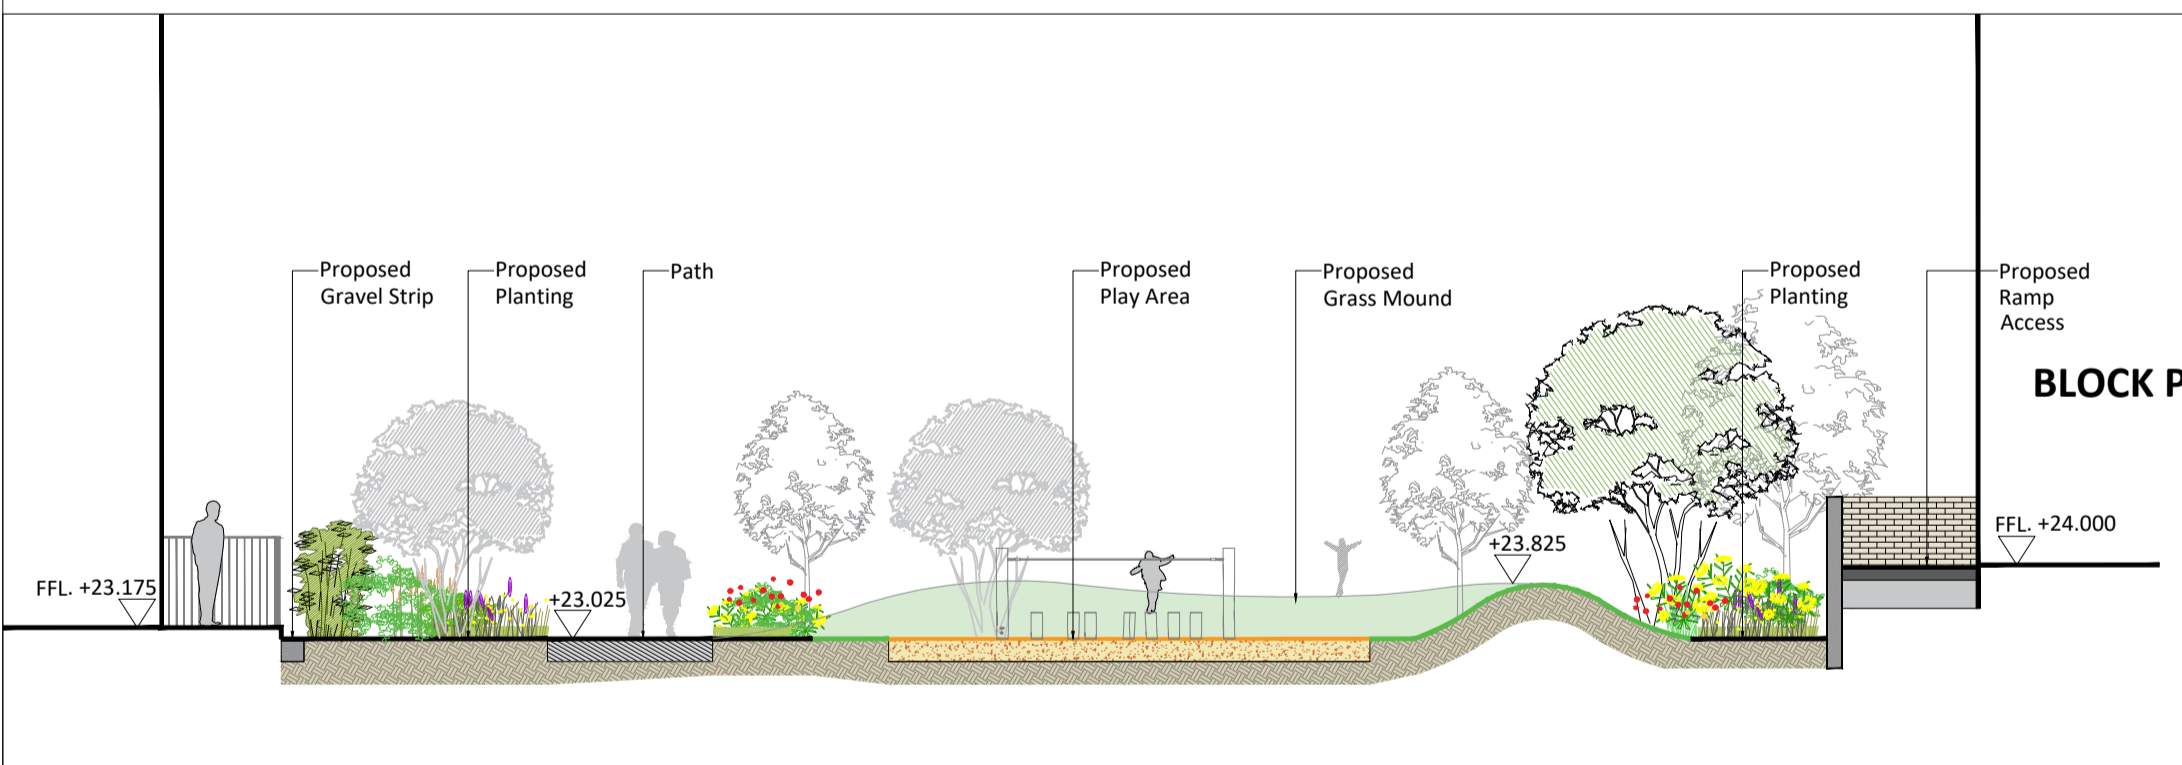 Proposed
Gravel Strip
Proposed
Planting
Path
Proposed
Play Area
Proposed
Grass Mound
Proposed
Planting
Proposed
Ramp
Access
BLOCK P
FFL. +23.175
+23.025
+23.825
FFL. +24.000